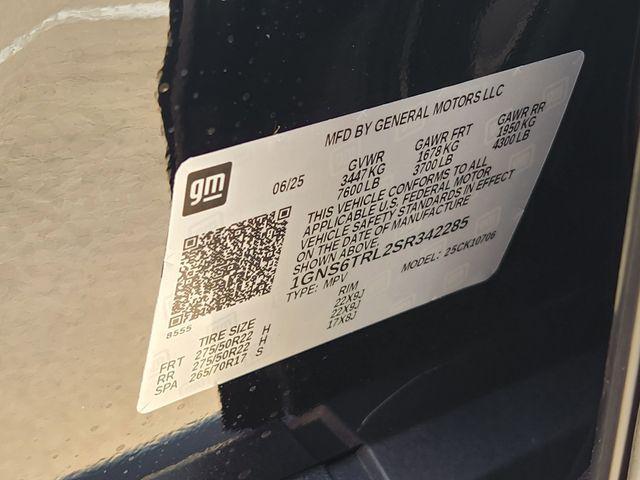 MFD BY GENERAL MOTORS LLC
gm
06/25
GVWR GAWR FRT GAWR RR
3447 KG 1678 KG 1950 KG
7600 LB 3700 LB 4300 LB
THIS VEHICLE CONFORMS TO ALL
APPLICABLE U.S. FEDERAL MOTOR
VEHICLE SAFETY STANDARDS IN EFFECT
ON THE DATE OF MANUFACTURE
SHOWN ABOVE.
1GNS6TRL2SR342285
TYPE: MPV MODEL: 25CK10706
8555
TIRE SIZE RIM
FRT 275/50R22 H 22X9J
RR 275/50R22 H 22X9J
SPA 265/70R17 S 17X8J